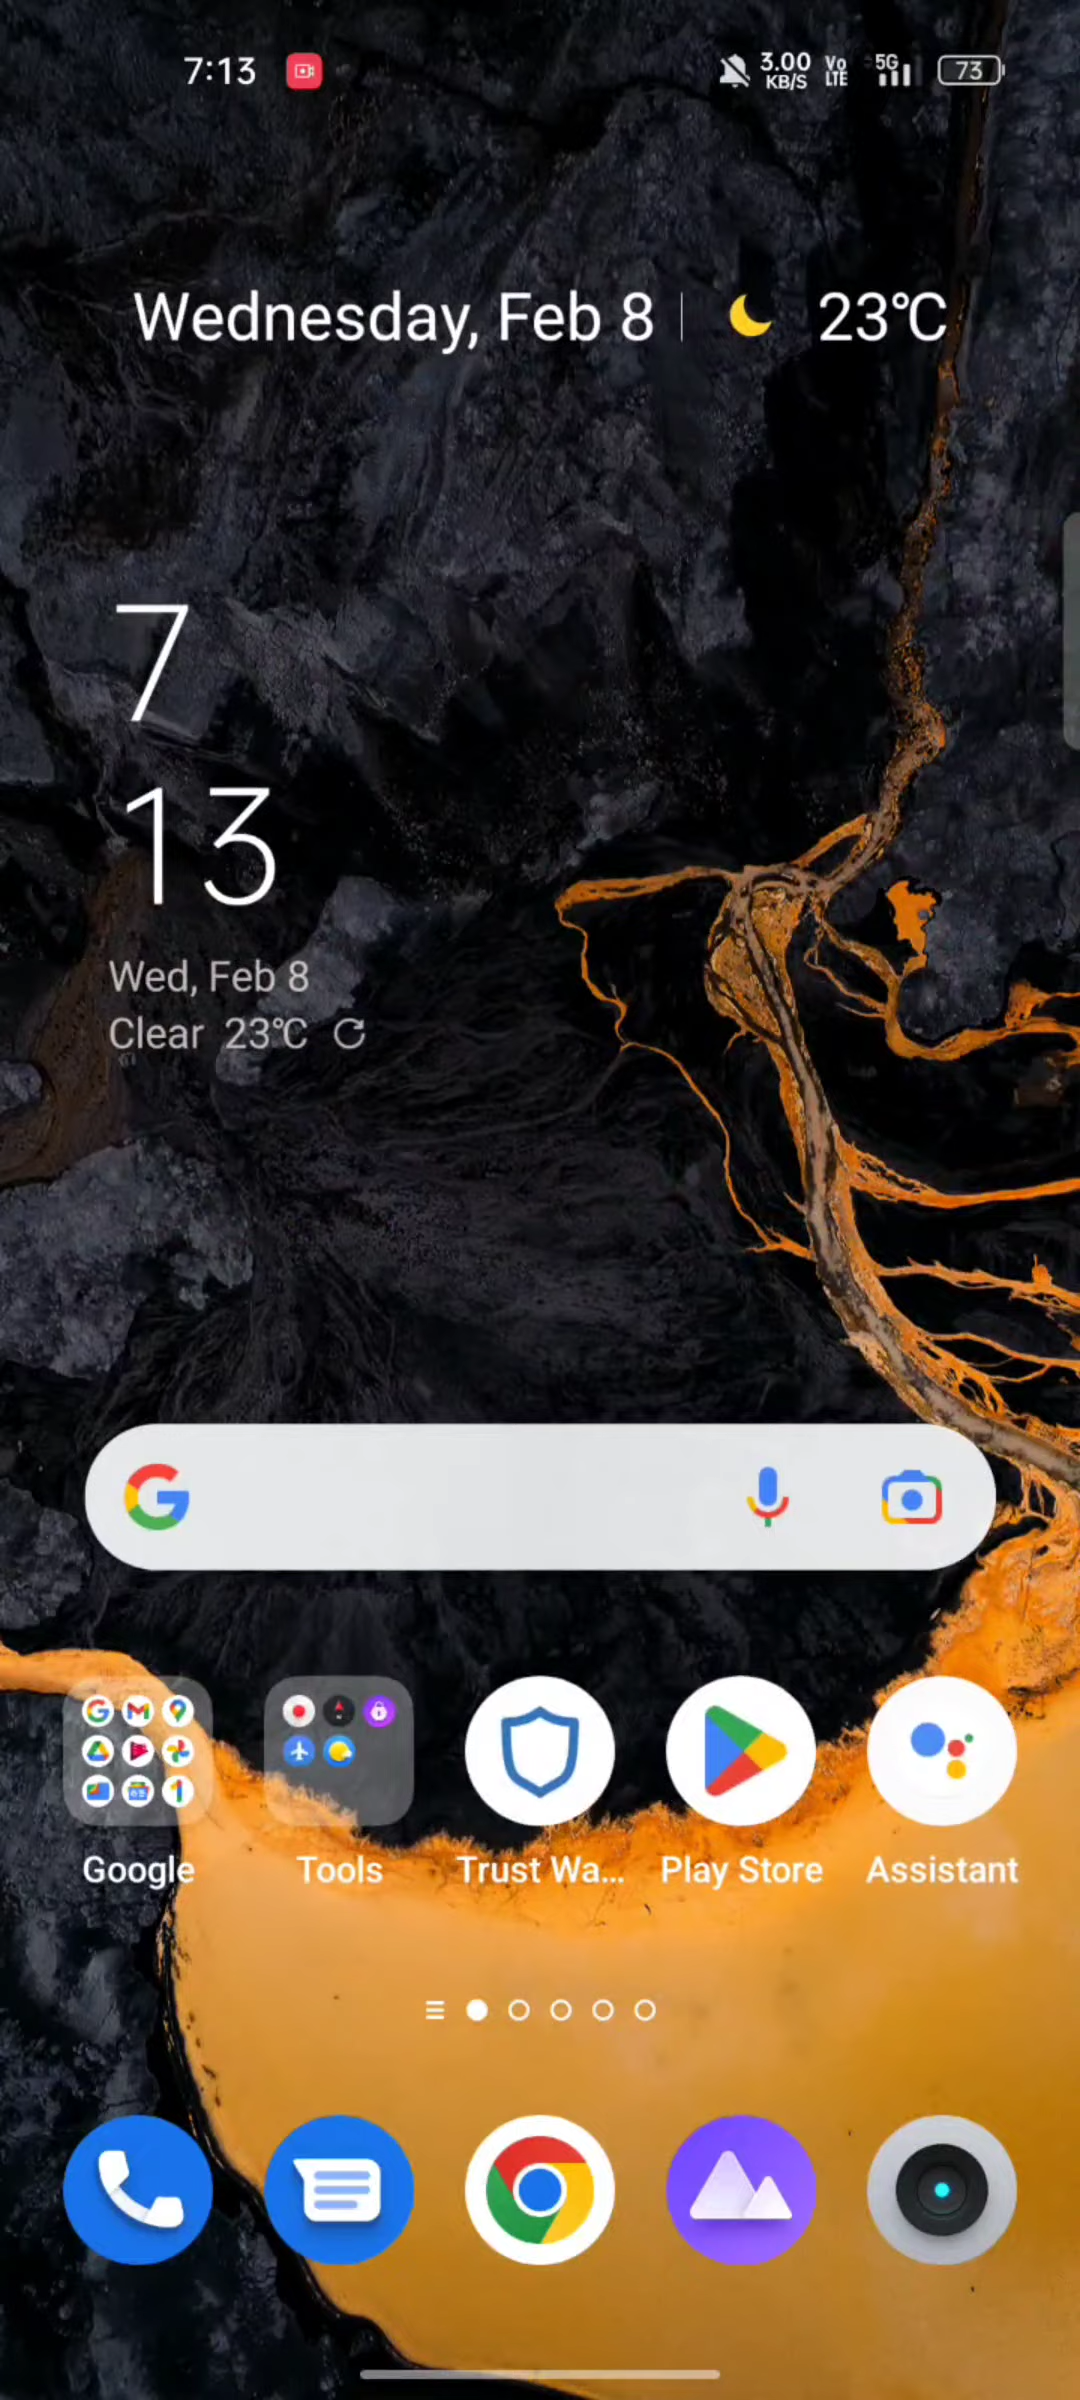 7:13
3.00
KB/S
Vo
LTE
5G
73
Wednesday, Feb 8
23℃
7
13
Wed, Feb 8
Clear 23℃
Google
Tools
Trust Wa...
Play Store
Assistant